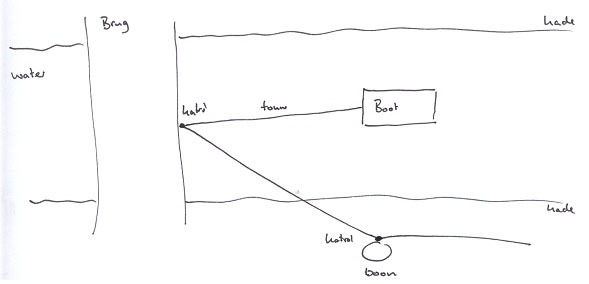 Brug
kade
water
katrol
touw
Boot
kade
katrol
boom